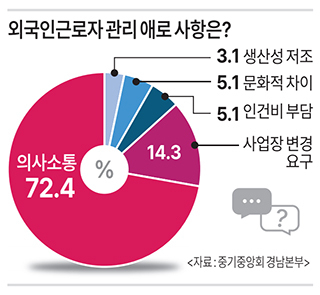 외국인근로자 관리 애로 사항은?
3.1 생산성 저조
5.1 문화적 차이
5.1 인건비 부담
14.3 사업장 변경
요구
의사소통
72.4
%
?
<자료 : 중기중앙회 경남본부>